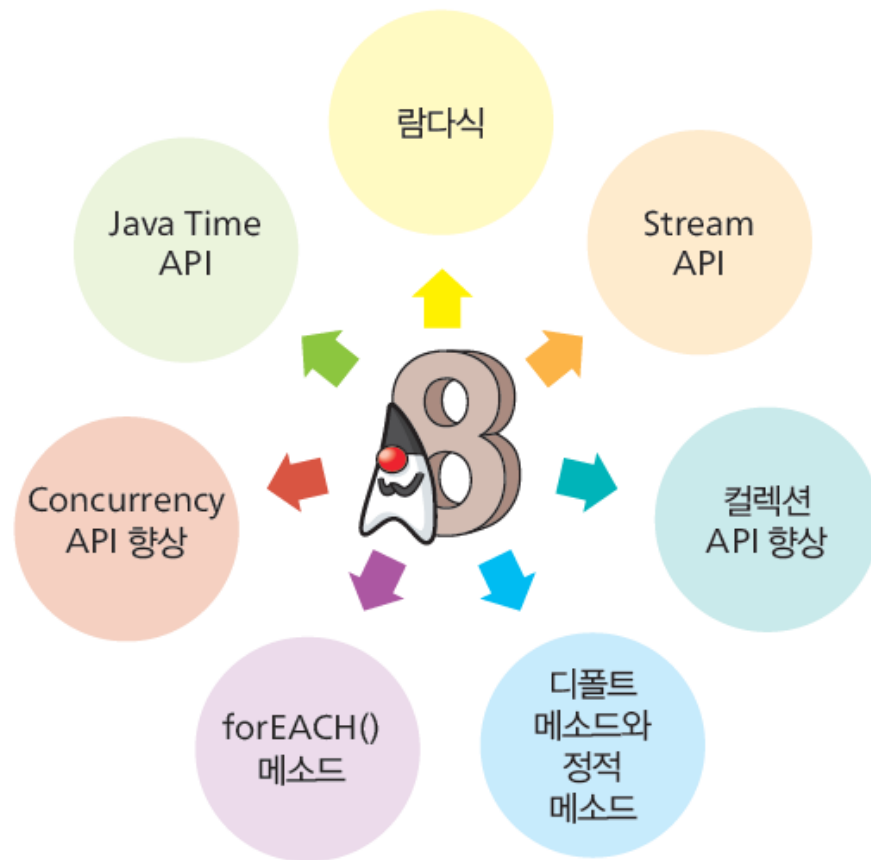 람다식
Stream
API
컬렉션
API 향상
디폴트
메소드와
정적
메소드
forEACH()
메소드
Concurrency
API 향상
Java Time
API
8